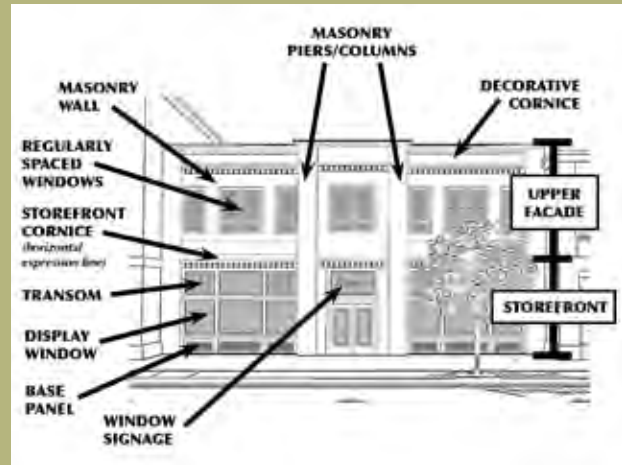 MASONRY
PIERS/COLUMNS
MASONRY
WALL
DECORATIVE
CORNICE
REGULARLY
SPACED
WINDOWS
UPPER
FACADE
STOREFRONT
CORNICE
(horizontal
expression line)
TRANSOM
STOREFRONT
DISPLAY
WINDOW
BASE
PANEL
WINDOW
SIGNAGE